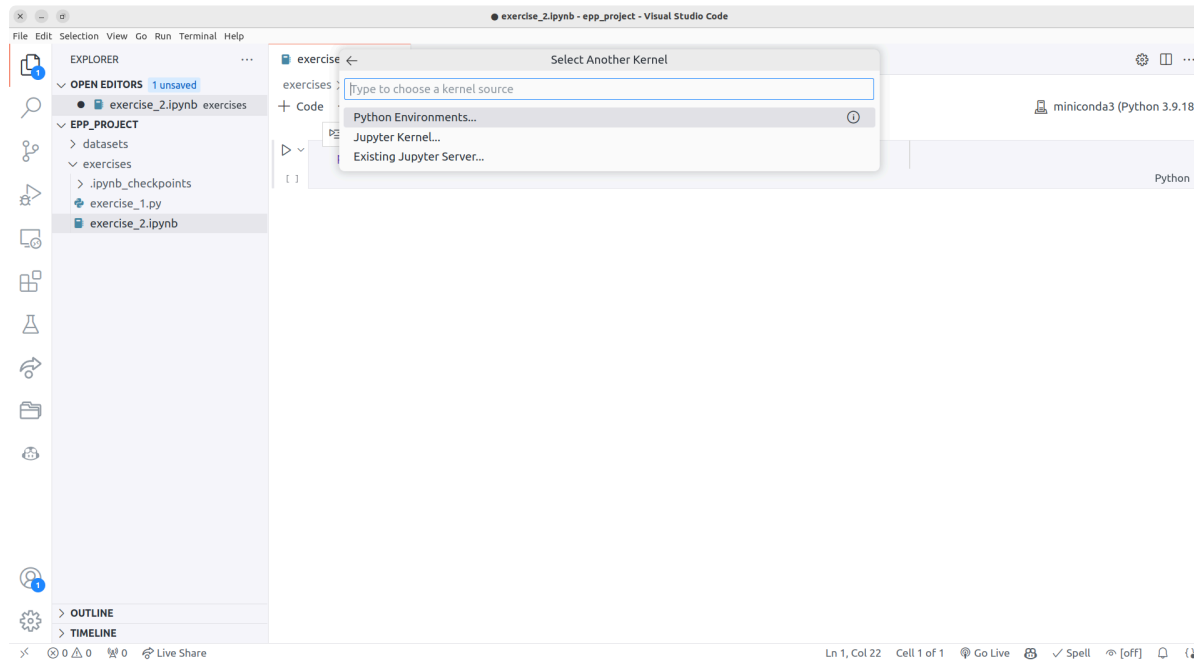 exercise_2.ipynb - epp_project - Visual Studio Code
File Edit Selection View Go Run Terminal Help
EXPLORER
OPEN EDITORS 1 unsaved
exercise_2.ipynb exercises
EPP_PROJECT
datasets
exercises
.ipynb_checkpoints
exercise_1.py
exercise_2.ipynb
OUTLINE
TIMELINE
exercise
exercises
Code
Select Another Kernel
Type to choose a kernel source
Python Environments...
Jupyter Kernel...
Existing Jupyter Server...
miniconda3 (Python 3.9.18
[ ]
Python
1
1
0 0 0 Live Share
Ln 1, Col 22 Cell 1 of 1 Go Live Spell [off]